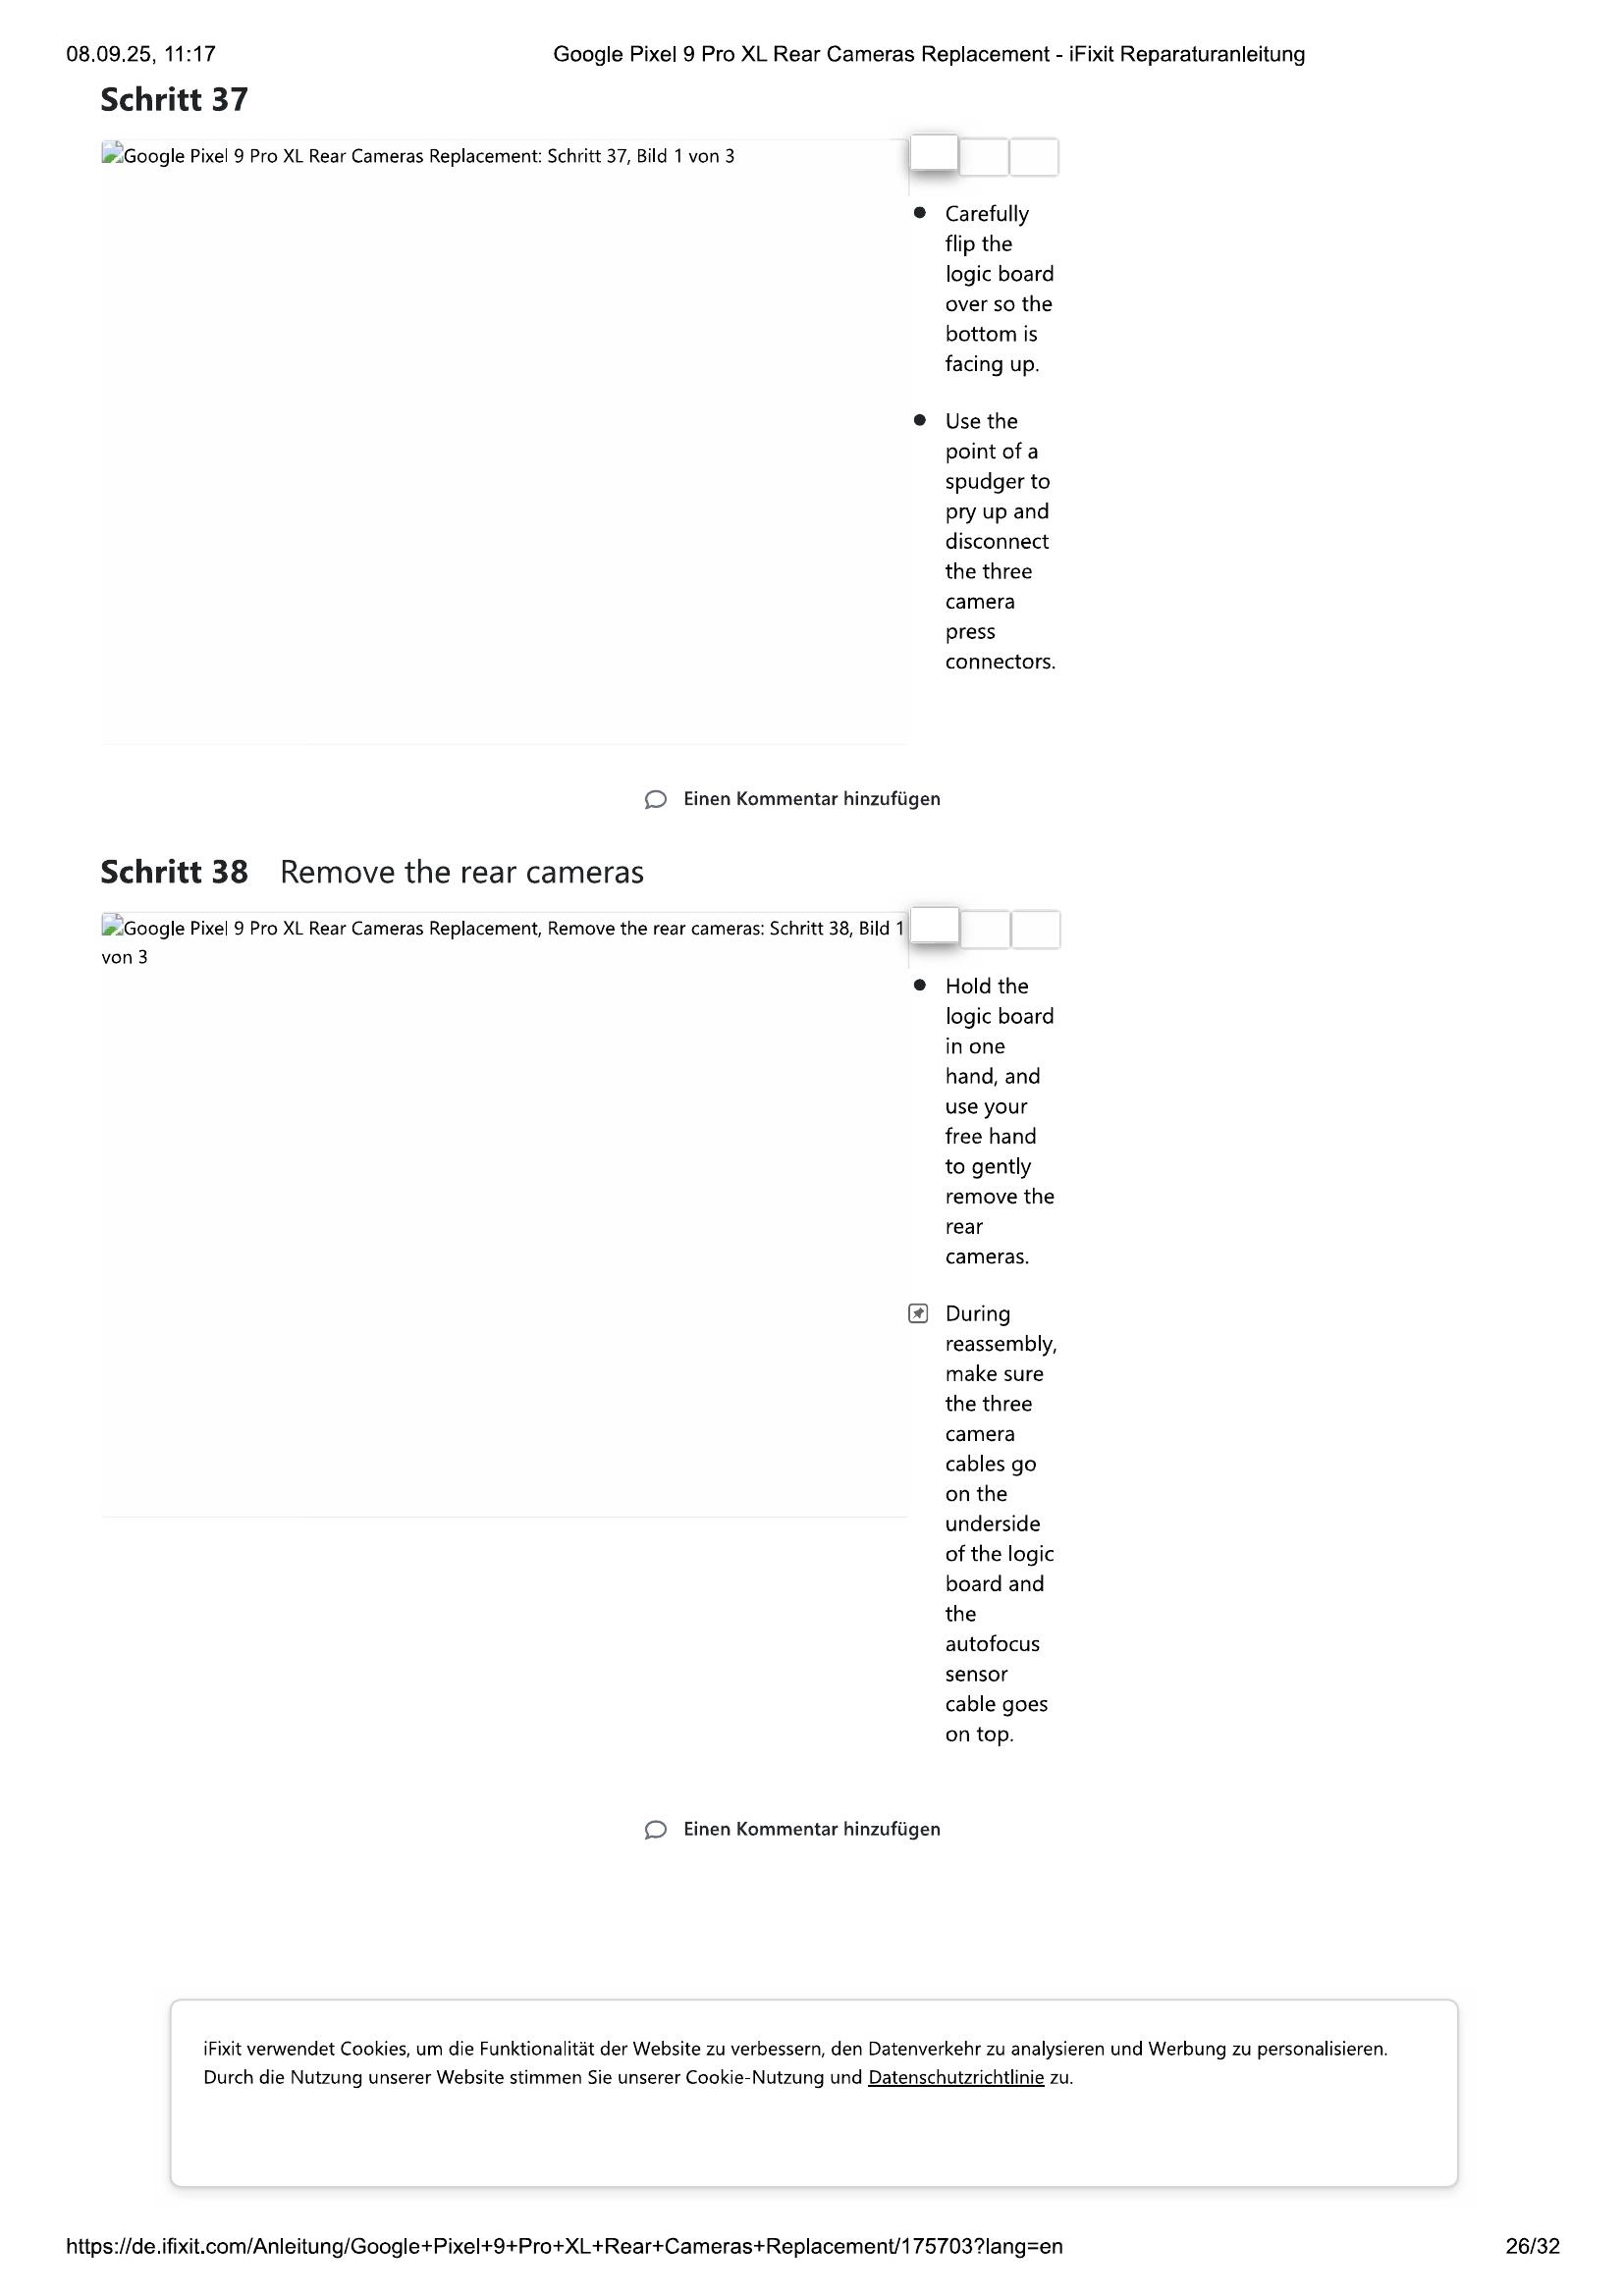 08.09.25, 11:17
Google Pixel 9 Pro XL Rear Cameras Replacement - iFixit Reparaturanleitung
Schritt 37
Google Pixel 9 Pro XL Rear Cameras Replacement: Schritt 37, Bild 1 von 3
Carefully
flip the
logic board
over so the
bottom is
facing up.
Use the
point of a
spudger to
pry up and
disconnect
the three
camera
press
connectors.
Einen Kommentar hinzufügen
Schritt 38 Remove the rear cameras
Google Pixel 9 Pro XL Rear Cameras Replacement, Remove the rear cameras: Schritt 38, Bild 1
von 3
Hold the
logic board
in one
hand, and
use your
free hand
to gently
remove the
rear
cameras.
During
reassembly,
make sure
the three
camera
cables go
on the
underside
of the logic
board and
the
autofocus
sensor
cable goes
on top.
Einen Kommentar hinzufügen
iFixit verwendet Cookies, um die Funktionalität der Website zu verbessern, den Datenverkehr zu analysieren und Werbung zu personalisieren.
Durch die Nutzung unserer Website stimmen Sie unserer Cookie-Nutzung und Datenschutzrichtlinie zu.
https://de.ifixit.com/Anleitung/Google+Pixel+9+Pro+XL+Rear+Cameras+Replacement/175703?lang=en
26/32